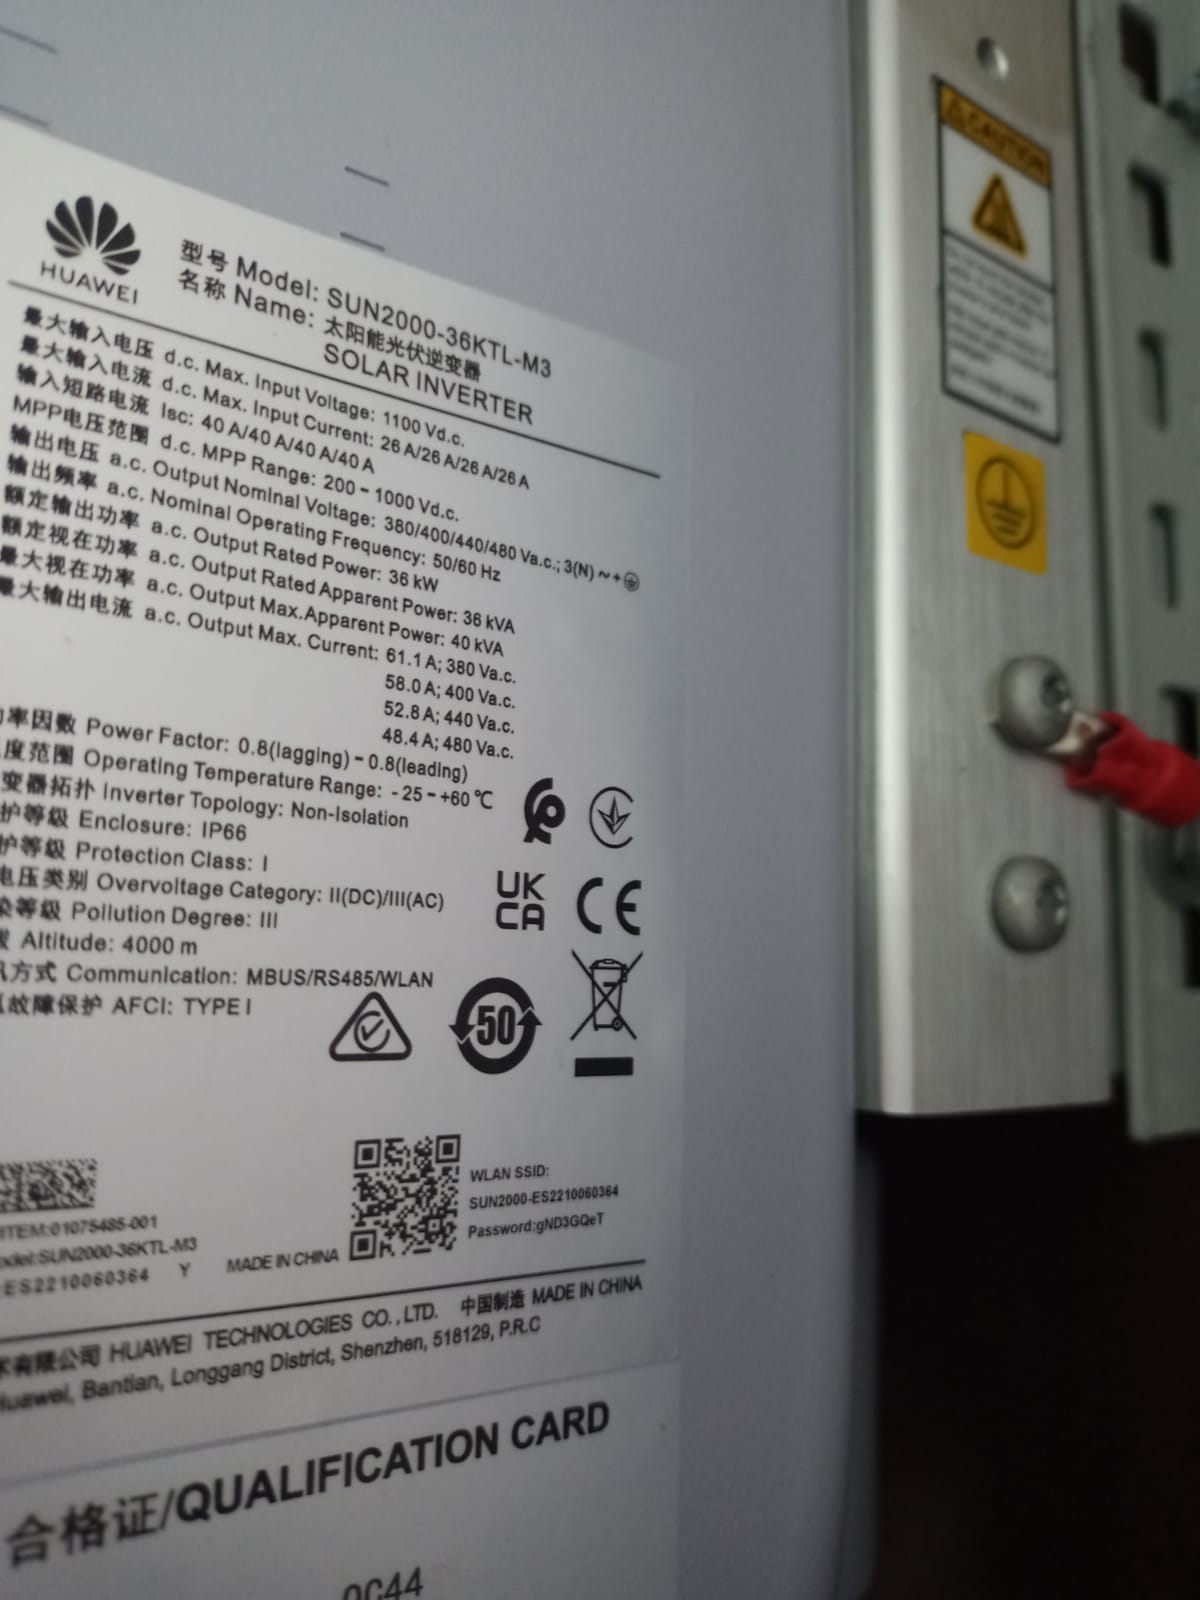 HUAWEI
型号 Model: SUN2000-36KTL-M3
名称 Name: 太阳能光伏逆变器
SOLAR INVERTER
最大输入电压 d.c. Max. Input Voltage: 1100 Vd.c.
最大输入电流 d.c. Max. Input Current: 26 A/26 A/26 A/26 A
输入短路电流 Isc: 40 A/40 A/40 A/40 A
MPP电压范围 d.c. MPP Range: 200 - 1000 Vd.c.
输出电压 a.c. Output Nominal Voltage: 380/400/440/480 Va.c.; 3(N) ~ +
输出频率 a.c. Nominal Operating Frequency: 50/60 Hz
额定输出功率 a.c. Output Rated Power: 36 kW
额定视在功率 a.c. Output Rated Apparent Power: 36 kVA
最大视在功率 a.c. Output Max.Apparent Power: 40 kVA
最大输出电流 a.c. Output Max. Current: 61.1 A; 380 Va.c.
58.0 A; 400 Va.c.
52.8 A; 440 Va.c.
48.4 A; 480 Va.c.
率因数 Power Factor: 0.8(lagging) - 0.8(leading)
度范围 Operating Temperature Range: - 25 - +60 ℃
变器拓扑 Inverter Topology: Non-Isolation
护等级 Enclosure: IP66
护等级 Protection Class: I
电压类别 Overvoltage Category: II(DC)/III(AC)
染等级 Pollution Degree: III
Altitude: 4000 m
方式 Communication: MBUS/RS485/WLAN
故障保护 AFCI: TYPE I
UK
CA
CE
50
WLAN SSID:
SUN2000-ES2210060364
Password:gND3GQeT
ITEM:01075485-001
odel:SUN2000-36KTL-M3
ES2210060364 Y
MADE IN CHINA
术有限公司 HUAWEI TECHNOLOGIES CO.,LTD. 中国制造 MADE IN CHINA
Huawei, Bantian, Longgang District, Shenzhen, 518129, P.R.C
合格证/QUALIFICATION CARD
QC44
CAUTION